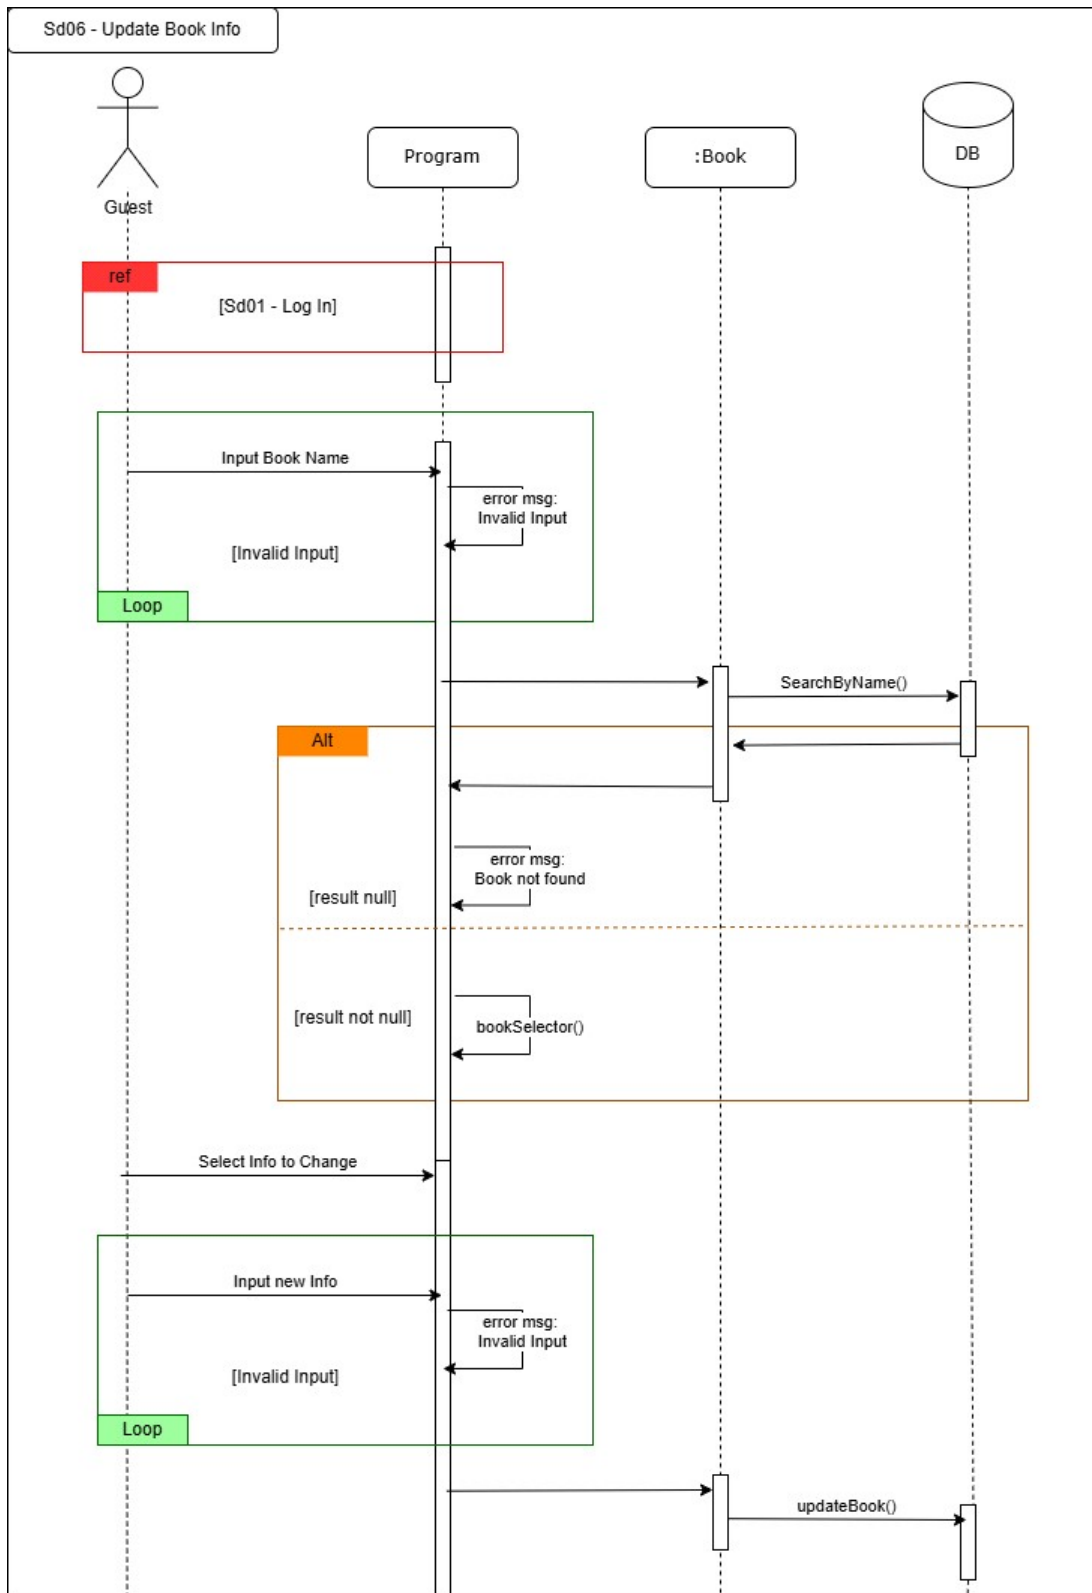 Sd06 - Update Book Info
Guest
Program
:Book
DB
ref
[Sd01 - Log In]
Input Book Name
error msg:
Invalid Input
[Invalid Input]
Loop
SearchByName()
Alt
error msg:
Book not found
[result null]
[result not null]
bookSelector()
Select Info to Change
Input new Info
error msg:
Invalid Input
[Invalid Input]
Loop
updateBook()